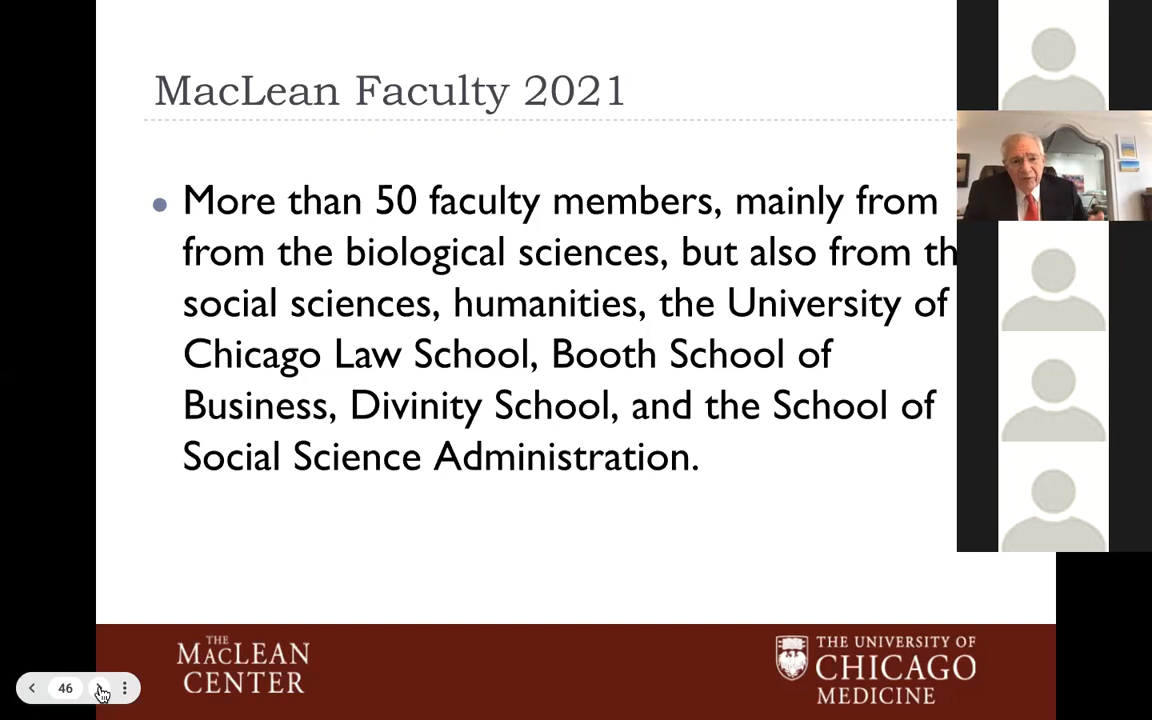 MacLean Faculty 2021
• More than 50 faculty members, mainly from
from the biological sciences, but also from th
social sciences, humanities, the University of
Chicago Law School, Booth School of
Business, Divinity School, and the School of
Social Science Administration.
THE
MACLEAN
CENTER
THE UNIVERSITY OF
CHICAGO
MEDICINE
46